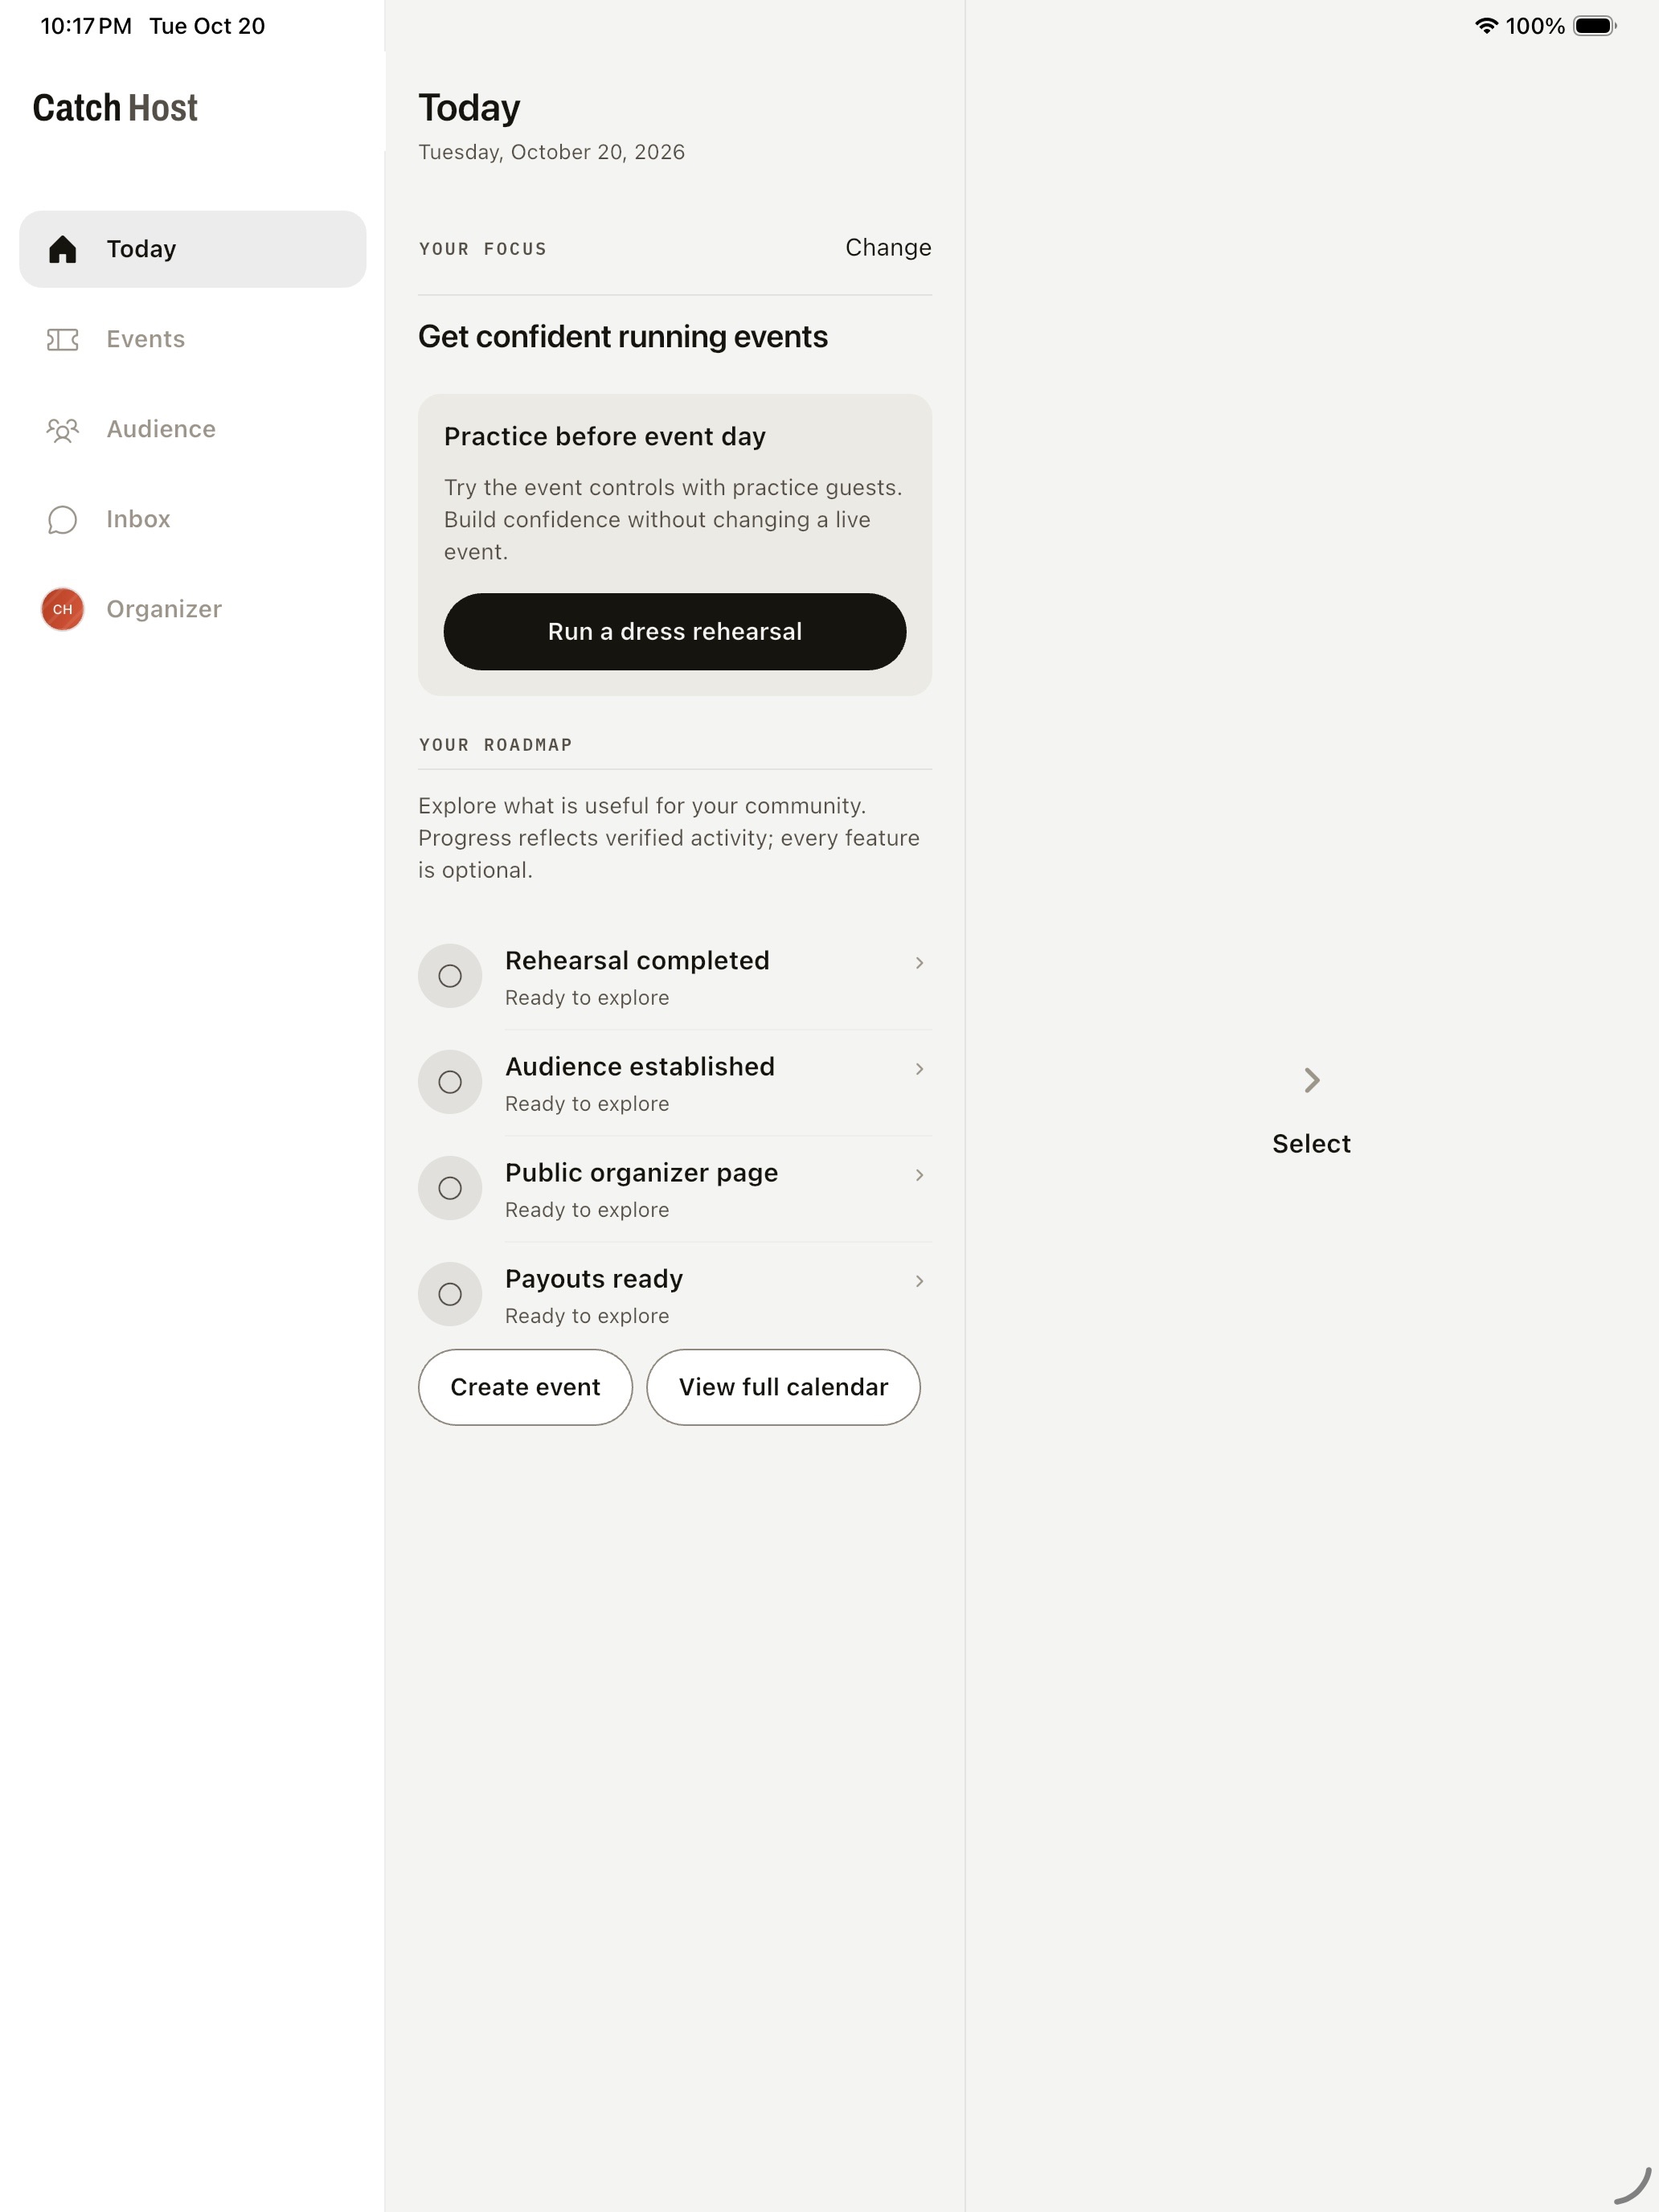 10:17 PM Tue Oct 20
100%
Catch Host
Today
Events
Audience
Inbox
CH
Organizer
Today
Tuesday, October 20, 2026
YOUR FOCUS
Change
Get confident running events
Practice before event day
Try the event controls with practice guests.
Build confidence without changing a live
event.
Run a dress rehearsal
YOUR ROADMAP
Explore what is useful for your community.
Progress reflects verified activity; every feature
is optional.
Rehearsal completed
Ready to explore
Audience established
Ready to explore
Public organizer page
Ready to explore
Payouts ready
Ready to explore
Create event
View full calendar
Select